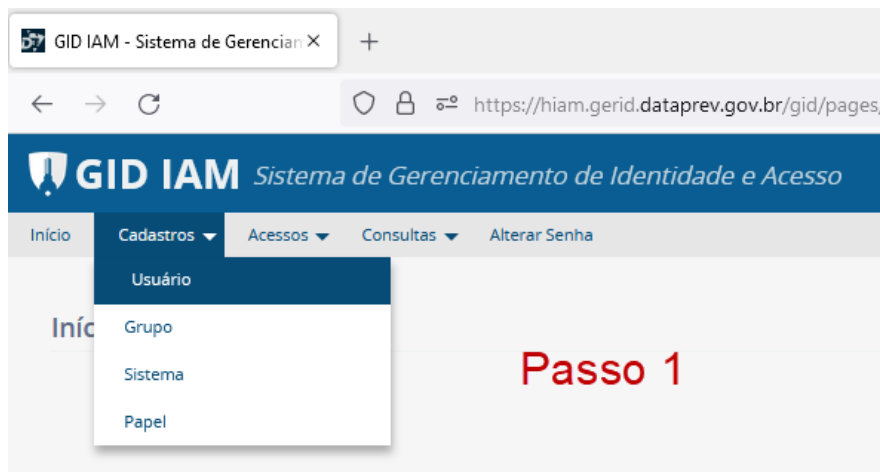 GID IAM - Sistema de Gerencian
https://hiam.gerid.dataprev.gov.br/gid/pages/
GID IAM Sistema de Gerenciamento de Identidade e Acesso
Início Cadastros Acessos Consultas Alterar Senha
Usuário
Iníc
Grupo
Sistema
Passo 1
Papel